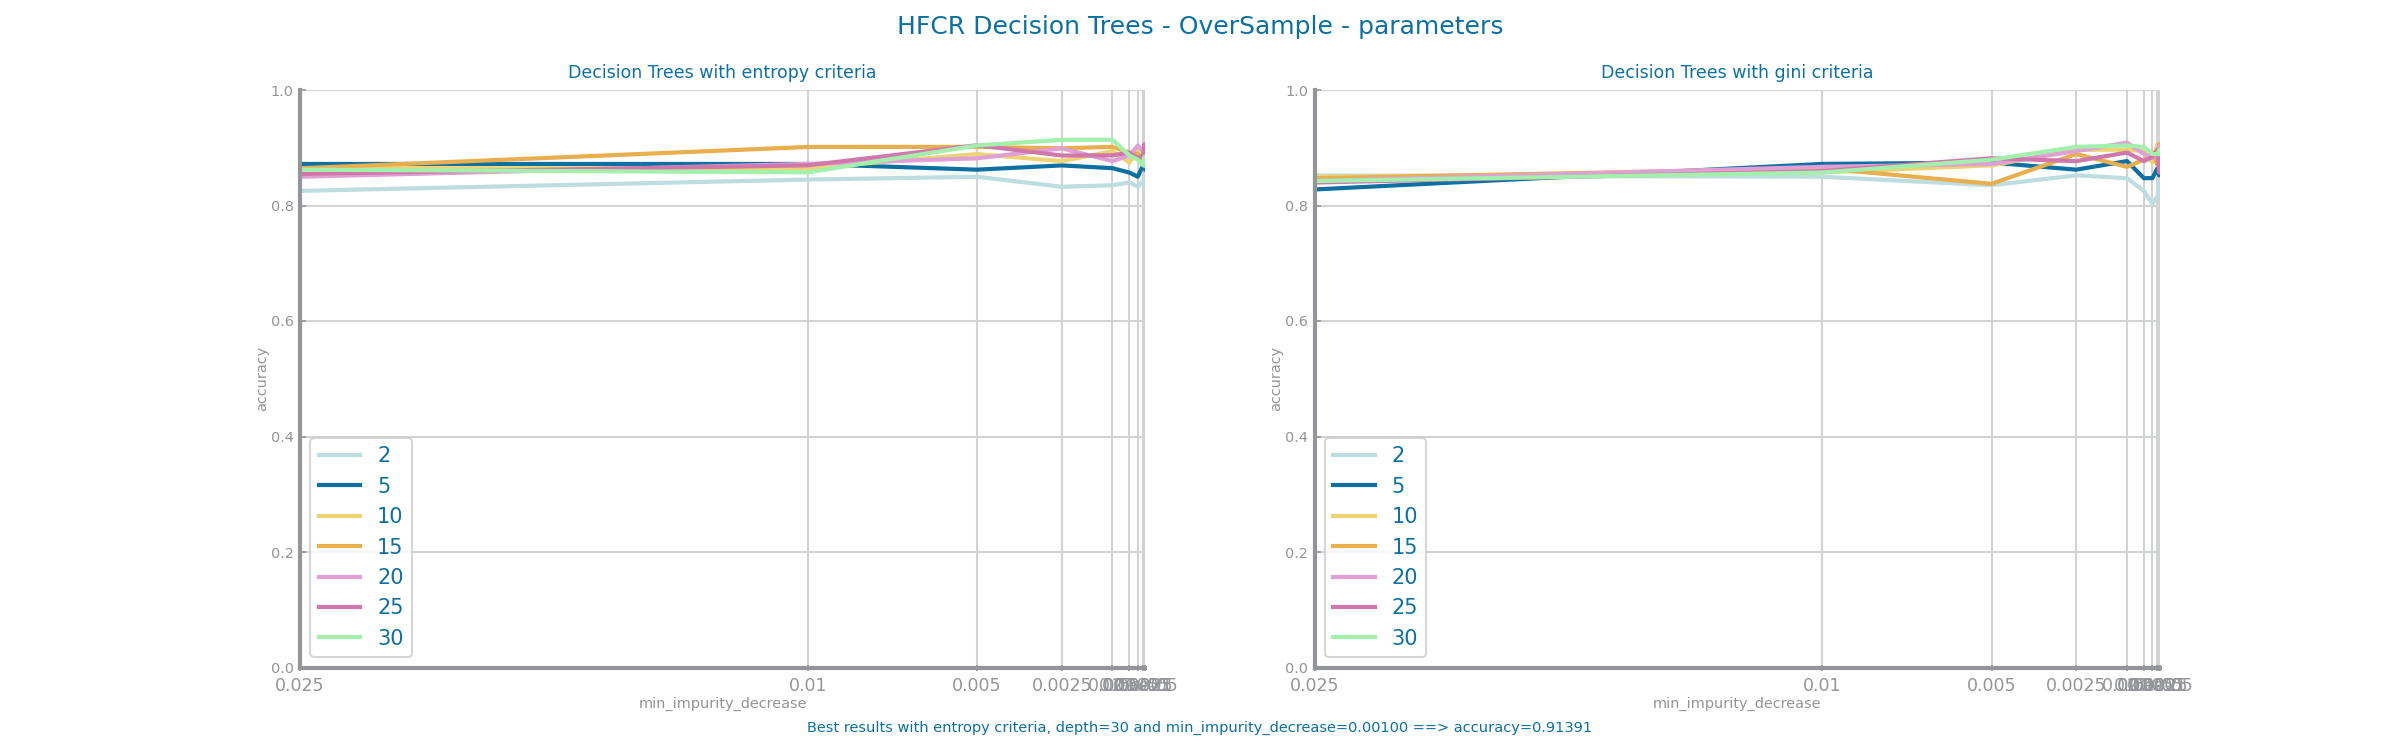 HFCR Decision Trees - OverSample - parameters
Decision Trees with entropy criteria
1.0
0.8
0.6
0.4
0.2
0.0
accuracy
2
5
10
15
20
25
30
0.025 0.01 0.005 0.0025
min_impurity_decrease
Decision Trees with gini criteria
1.0
0.8
0.6
0.4
0.2
0.0
accuracy
2
5
10
15
20
25
30
0.025 0.01 0.005 0.0025
min_impurity_decrease
Best results with entropy criteria, depth=30 and min_impurity_decrease=0.00100 ==> accuracy=0.91391